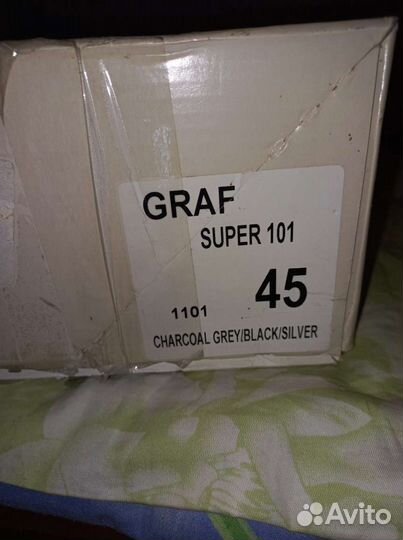 GRAF
SUPER 101
1101 45
CHARCOAL GREY/BLACK/SILVER
Avito